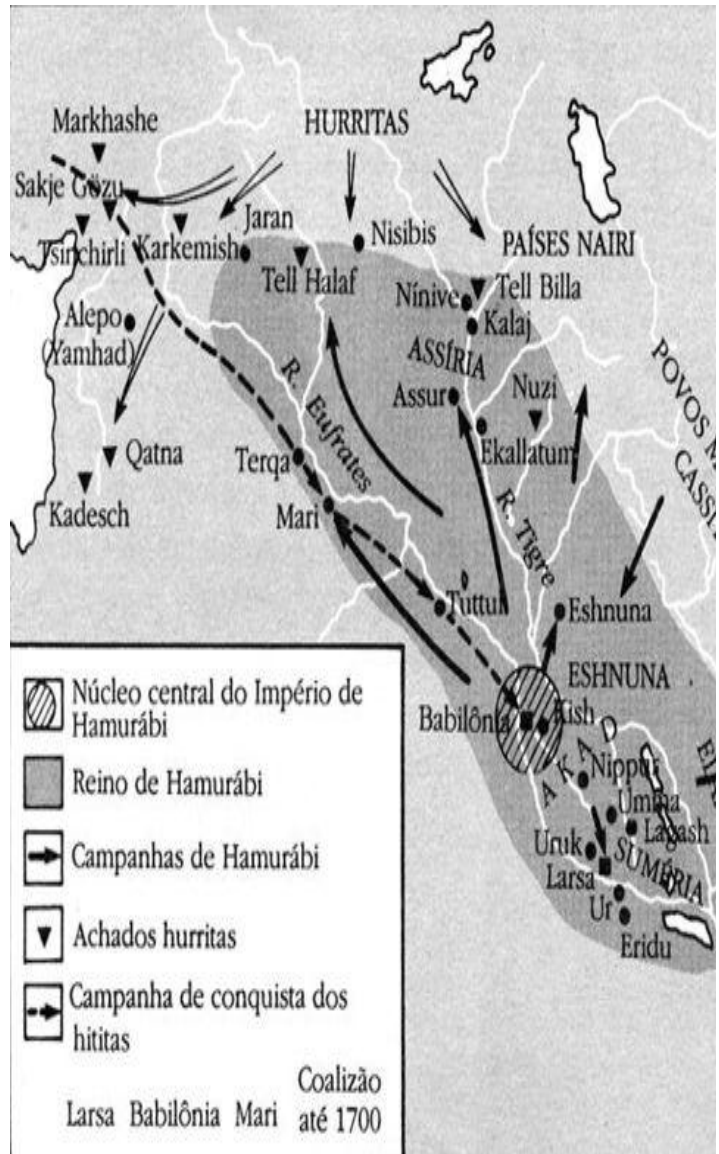 Markhashe
HURRITAS
Sakje Gözu
Jaran
Nisibis
Tsinchirli
Karkemish
PAÍSES NAIRI
Tell Halaf
Nínive
Tell Billa
Alepo
(Yamhad)
Kalaj
ASSÍRIA
POVOS M
Assur
Nuzi
CASSI
R. Eufrates
Qatna
Ekallatum
Terqa
Kadesch
Mari
R. Tigre
Tuttul
Eshnuna
ESHNUNA
Babilônia
Kish
AKAD
Nippur
Umma
Lagash
Uruk
SUMÉRIA
Larsa
Ur
Eridu
Núcleo central do Império de
Hamurábi
Reino de Hamurábi
Campanhas de Hamurábi
Achados hurritas
Campanha de conquista dos
hititas
Coalizão
Larsa Babilônia Mari até 1700